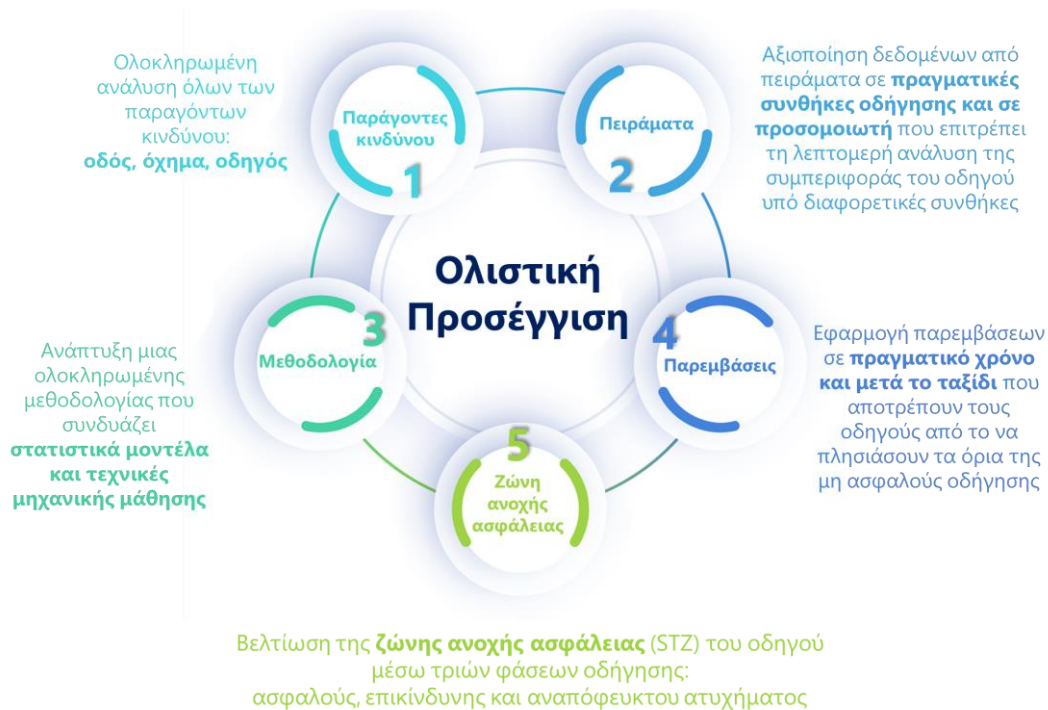 Ολοκληρωμένη
ανάλυση όλων των
παραγόντων
κινδύνου:
οδός, όχημα, οδηγός
Παράγοντες
κινδύνου
1
Πειράματα
2
Αξιοποίηση δεδομένων από
πειράματα σε πραγματικές
συνθήκες οδήγησης και σε
προσομοιωτή που επιτρέπει
τη λεπτομερή ανάλυση της
συμπεριφοράς του οδηγού
υπό διαφορετικές συνθήκες
Ολιστική
Προσέγγιση
Ανάπτυξη μιας
ολοκληρωμένης
μεθοδολογίας που
συνδυάζει
στατιστικά μοντέλα
και τεχνικές
μηχανικής μάθησης
3
Μεθοδολογία
4
Παρεμβάσεις
Εφαρμογή παρεμβάσεων
σε πραγματικό χρόνο
και μετά το ταξίδι που
αποτρέπουν τους
οδηγούς από το να
πλησιάσουν τα όρια της
μη ασφαλούς οδήγησης
5
Ζώνη
ανοχής
ασφάλειας
Βελτίωση της ζώνης ανοχής ασφάλειας (STZ) του οδηγού
μέσω τριών φάσεων οδήγησης:
ασφαλούς, επικίνδυνης και αναπόφευκτου ατυχήματος